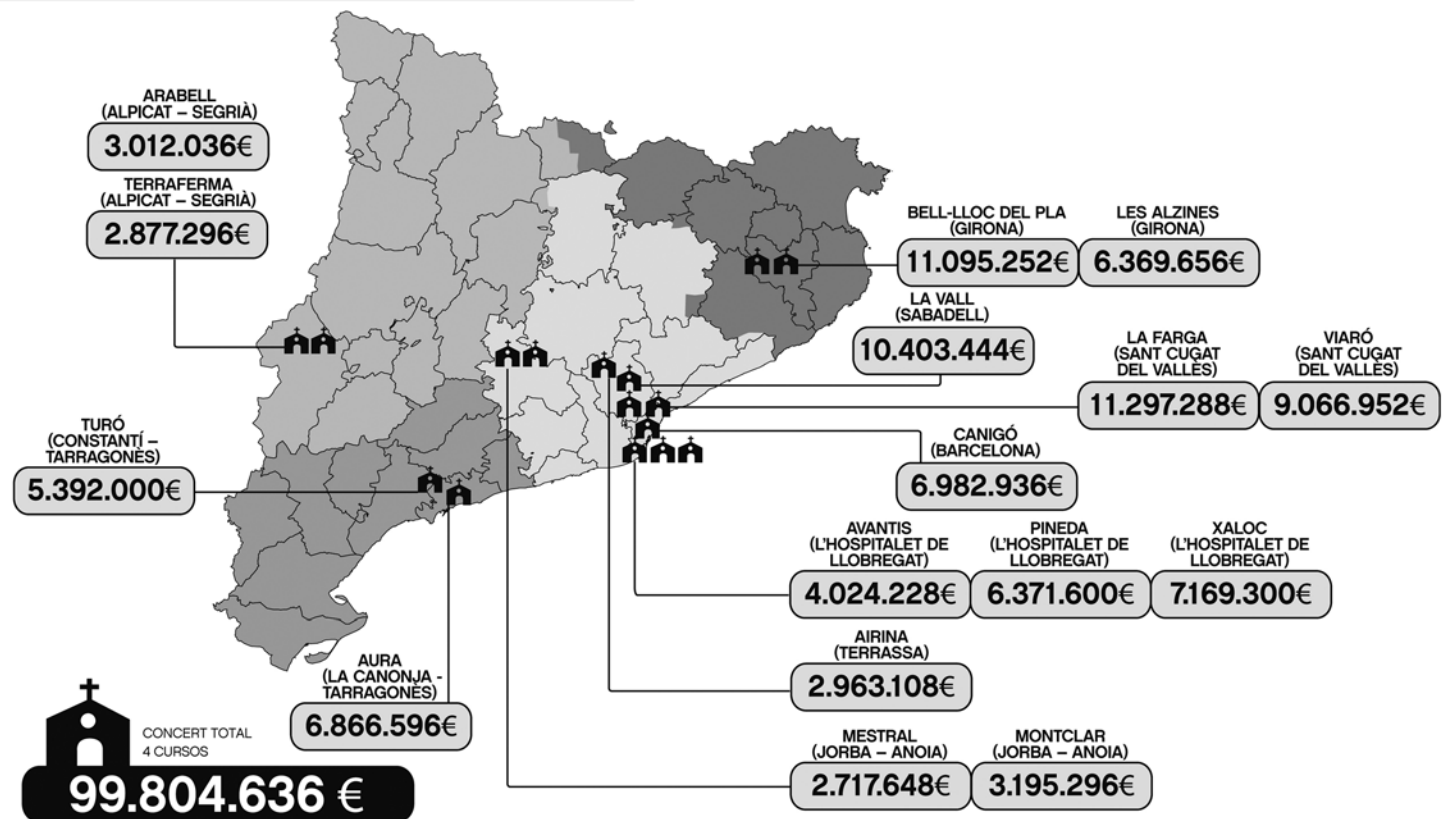 ARABELL
(ALPICAT – SEGRIÀ)
3.012.036€
TERRAFERMA
(ALPICAT – SEGRIÀ)
2.877.296€
BELL-LLOC DEL PLA
(GIRONA)
11.095.252€
LES ALZINES
(GIRONA)
6.369.656€
LA VALL
(SABADELL)
10.403.444€
LA FARGA
(SANT CUGAT
DEL VALLÈS)
11.297.288€
VIARÓ
(SANT CUGAT
DEL VALLÈS)
9.066.952€
TURÓ
(CONSTANTÍ –
TARRAGONÈS)
5.392.000€
CANIGÓ
(BARCELONA)
6.982.936€
AVANTIS
(L'HOSPITALET DE
LLOBREGAT)
4.024.228€
PINEDA
(L'HOSPITALET DE
LLOBREGAT)
6.371.600€
XALOC
(L'HOSPITALET DE
LLOBREGAT)
7.169.300€
AIRINA
(TERRASSA)
2.963.108€
AURA
(LA CANONJA -
TARRAGONÈS)
6.866.596€
MESTRAL
(JORBA – ANOIA)
2.717.648€
MONTCLAR
(JORBA – ANOIA)
3.195.296€
CONCERT TOTAL
4 CURSOS
99.804.636 €